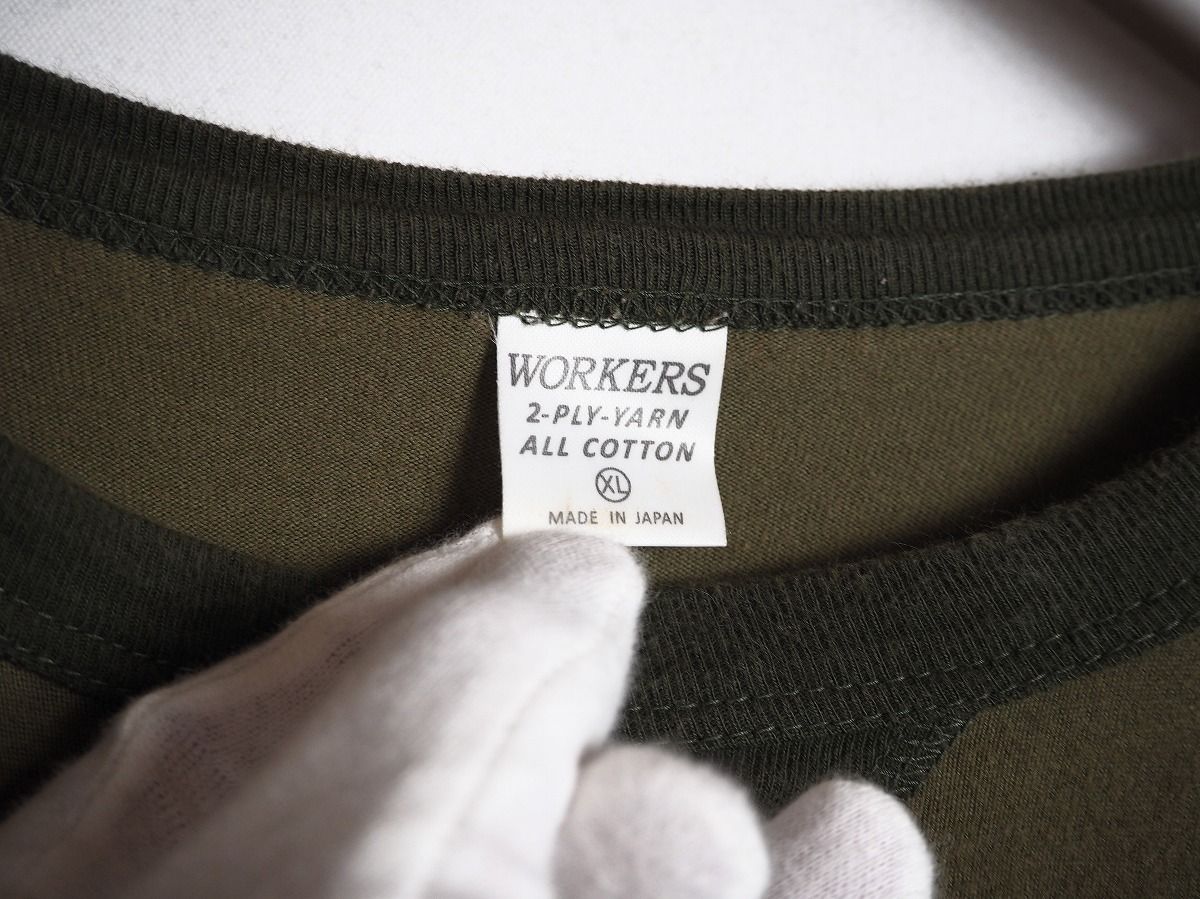 WORKERS
2-PLY-YARN
ALL COTTON
XL
MADE IN JAPAN